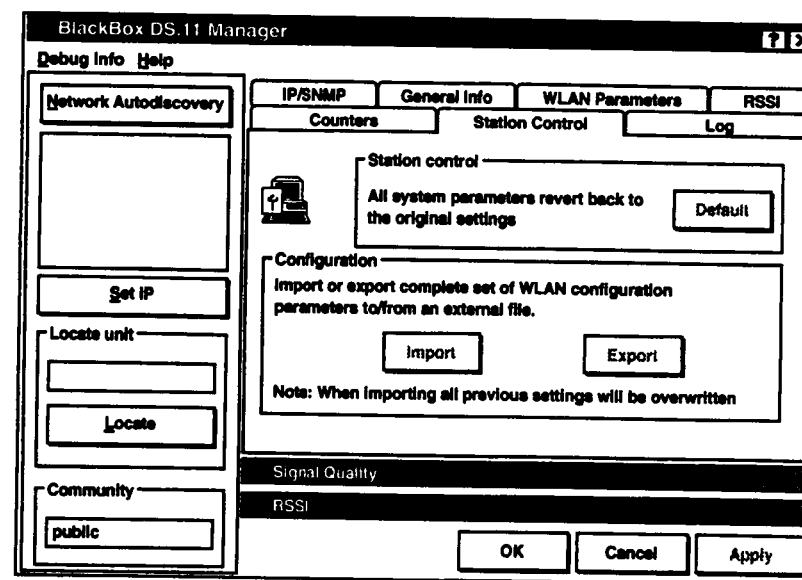 BlackBox DS.11 Manager
? X
Debug Info Help
Network Autodiscovery
Set IP
Locate unit
Locate
Community
public
IP/SNMP General Info WLAN Parameters RSSI
Counters Station Control Log
Station control
All system parameters revert back to
the original settings
Default
Configuration
Import or export complete set of WLAN configuration
parameters to/from an external file.
Import Export
Note: When importing all previous settings will be overwritten
Signal Quality
RSSI
OK Cancel Apply